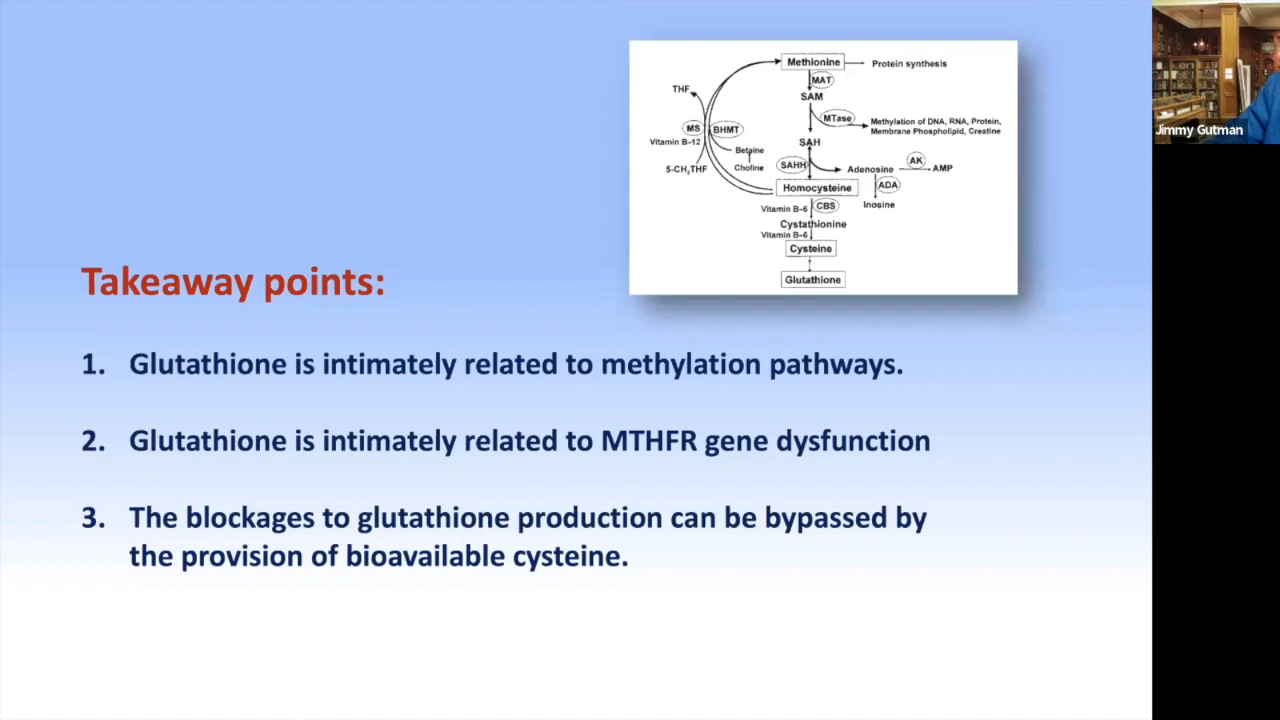 Methionine
Protein synthesis
MAT
THF
SAM
MTase
Methylation of DNA, RNA, Protein,
Membrane Phospholipid, Creatine
MS
BHMT
Vitamin B-12
Betaine
SAH
Choline
5-CH3THF
SAHH
Adenosine
AK
AMP
ADA
Homocysteine
Inosine
Vitamin B-6
CBS
Cystathionine
Vitamin B-6
Cysteine
Glutathione
Jimmy Gutman
Takeaway points:
1. Glutathione is intimately related to methylation pathways.
2. Glutathione is intimately related to MTHFR gene dysfunction
3. The blockages to glutathione production can be bypassed by
the provision of bioavailable cysteine.